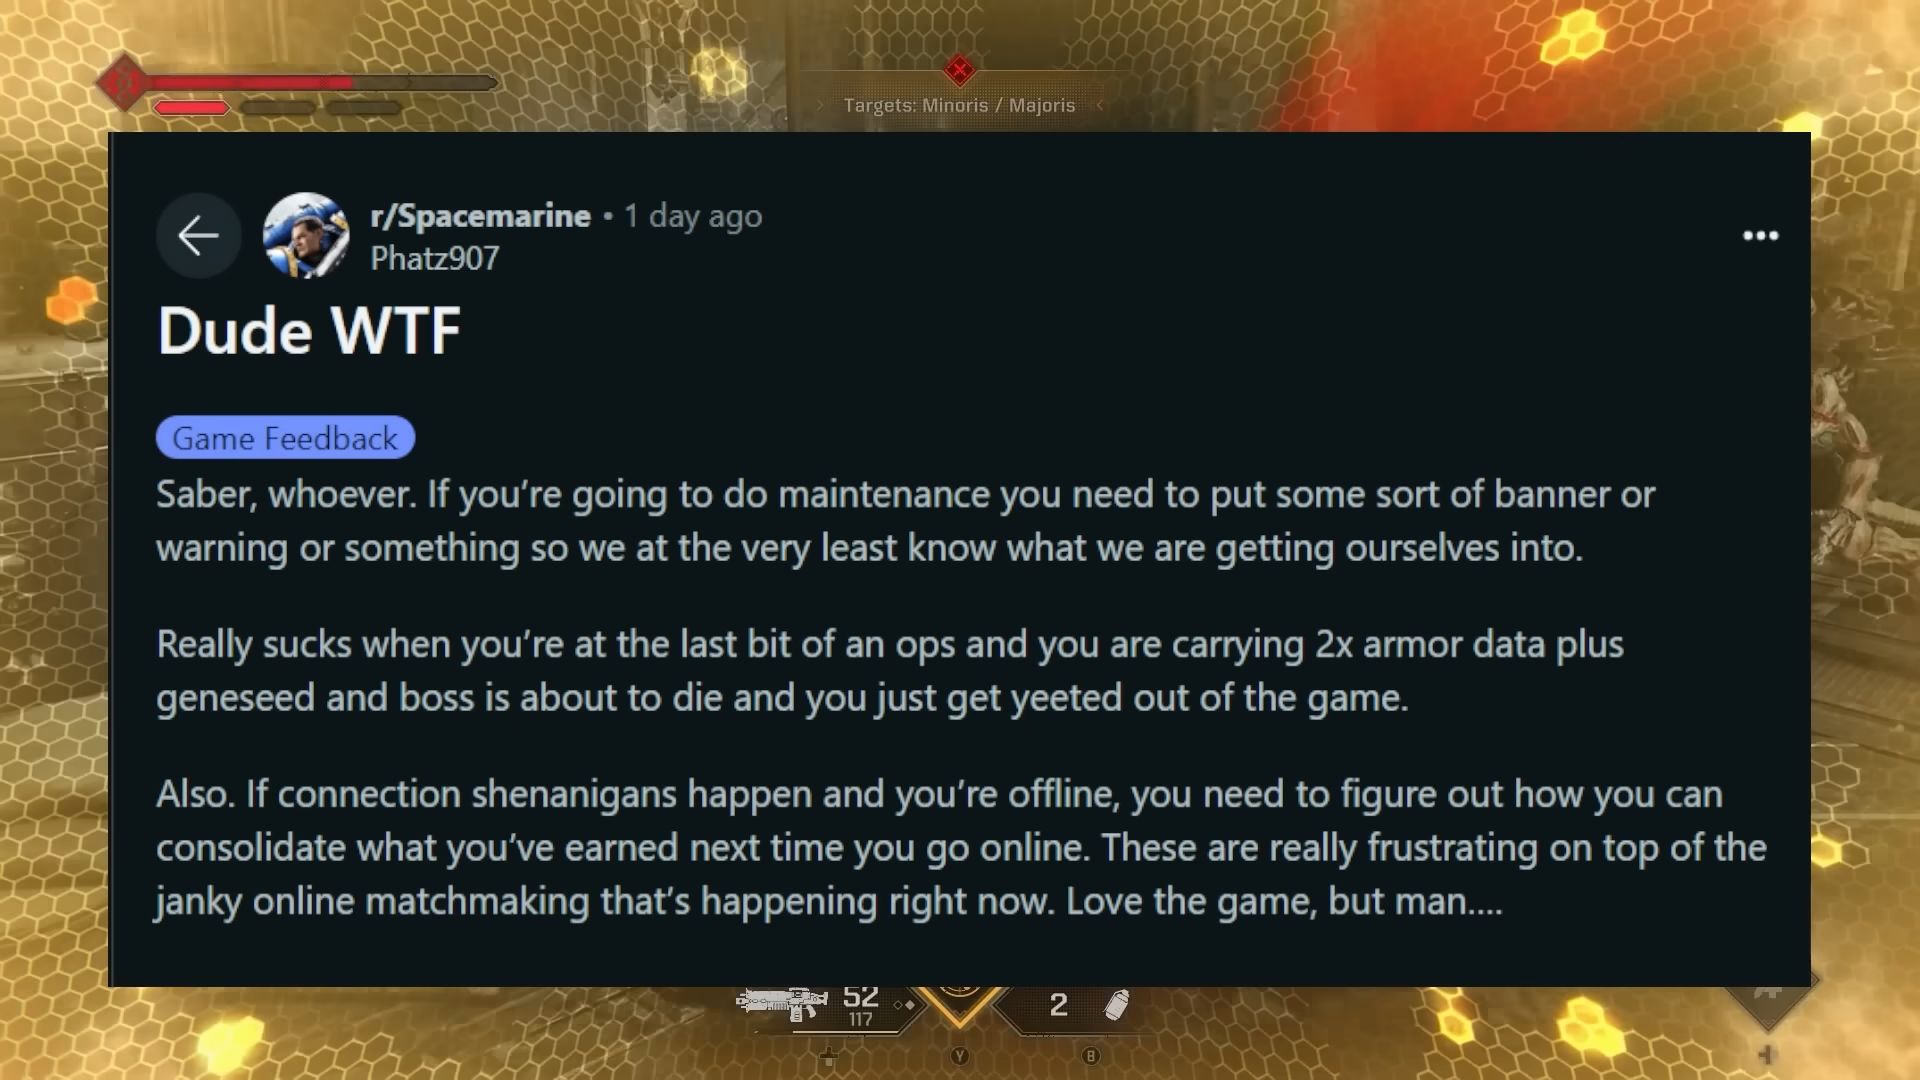 Targets: Minoris / Majoris
r/Spacemarine • 1 day ago
Phatz907
Dude WTF
Game Feedback
Saber, whoever. If you’re going to do maintenance you need to put some sort of banner or
warning or something so we at the very least know what we are getting ourselves into.
Really sucks when you’re at the last bit of an ops and you are carrying 2x armor data plus
geneseed and boss is about to die and you just get yeeted out of the game.
Also. If connection shenanigans happen and you’re offline, you need to figure out how you can
consolidate what you’ve earned next time you go online. These are really frustrating on top of the
janky online matchmaking that’s happening right now. Love the game, but man....
52
117
2
Y
B